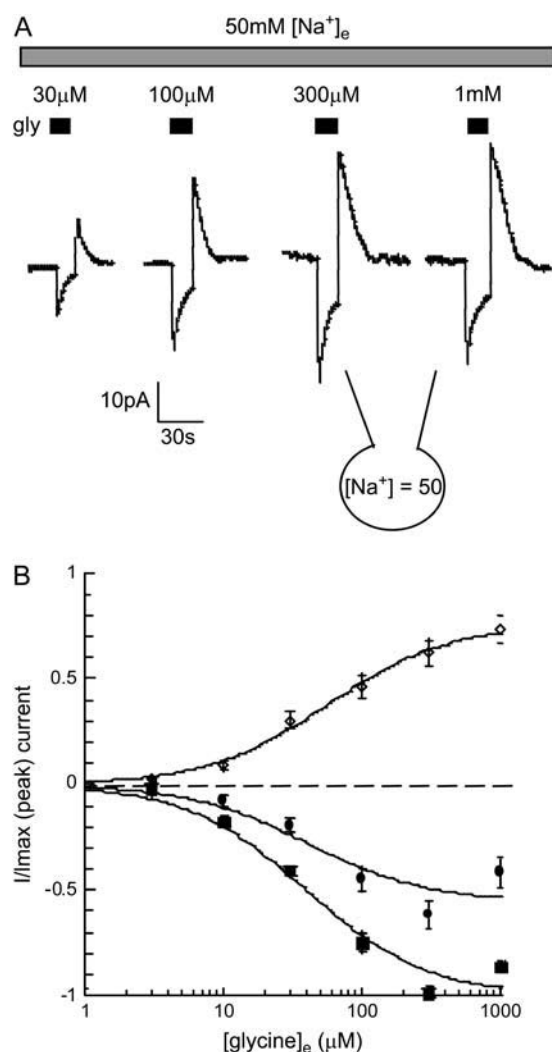 A
50mM [Na⁺]ₑ
30µM 100µM 300µM 1mM
gly
10pA
30s
[Na⁺] = 50
B
I/Imax (peak) current
1
0.5
0
-0.5
-1
1 10 100 1000
[glycine]ₑ (µM)